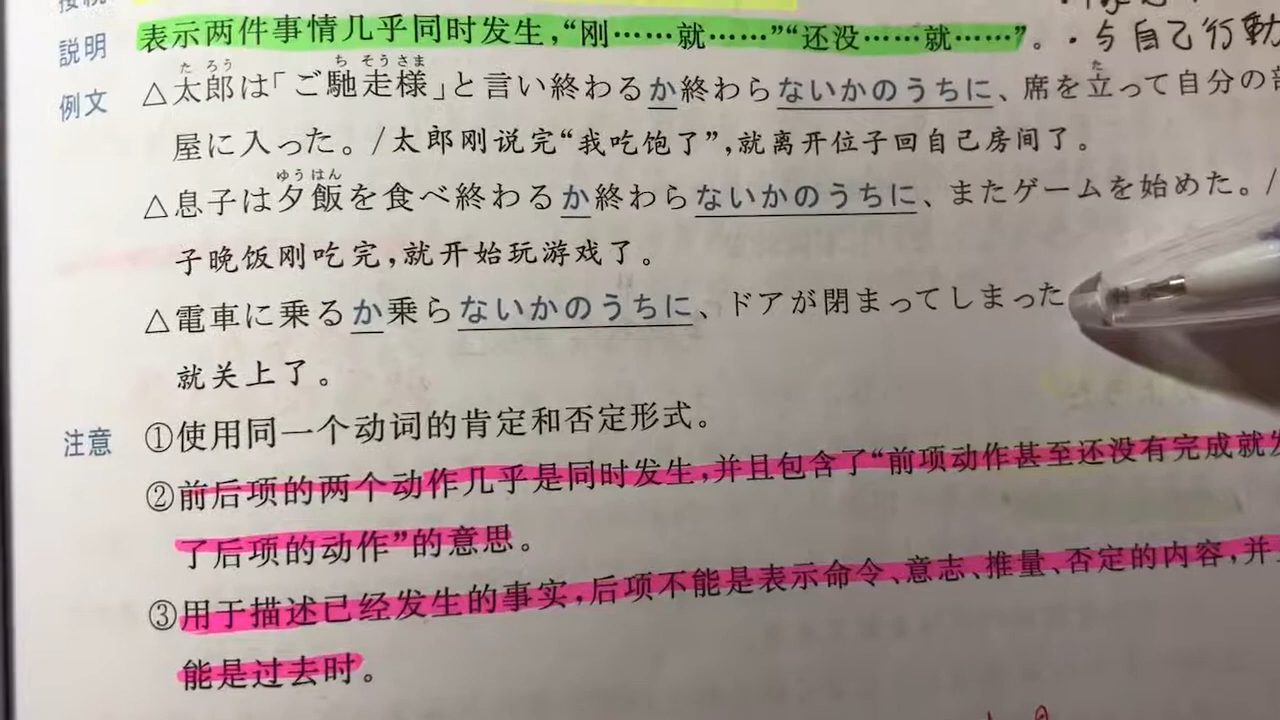 説明 表示两件事情几乎同时发生,“刚……就……”“还没……就……”。 ・与自己行動
例文 △太郎は「ご馳走様」と言い終わるか終わらないかのうちに、席を立って自分の
屋に入った。/太郎刚说完“我吃饱了”,就离开位子回自己房间了。
△息子は夕飯を食べ終わるか終わらないかのうちに、またゲームを始めた。/
子晚饭刚吃完,就开始玩游戏了。
△電車に乗るか乗らないかのうちに、ドアが閉まってしまった
就关上了。
注意 ①使用同一个动词的肯定和否定形式。
②前后项的两个动作几乎是同时发生,并且包含了“前项动作甚至还没有完成就发
了后项的动作”的意思。
③用于描述已经发生的事实,后项不能是表示命令、意志、推量、否定的内容,并
能是过去时。